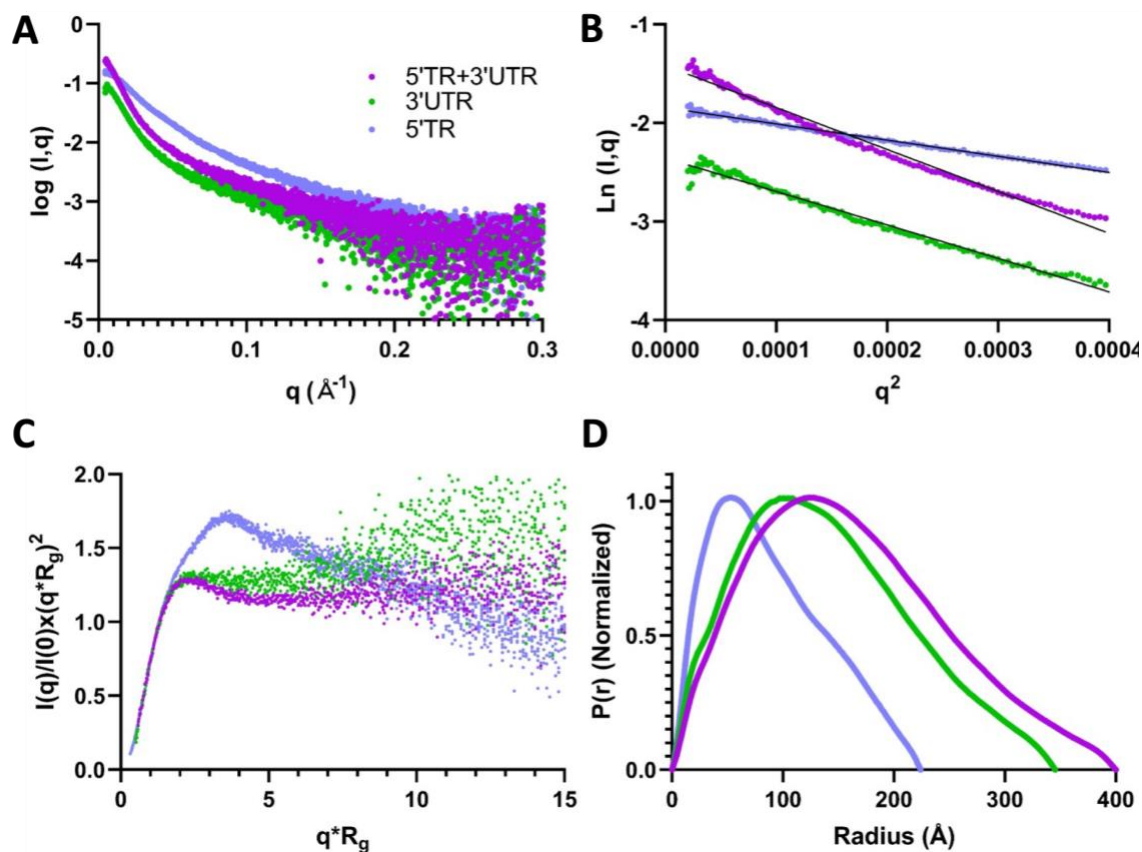 A
0
-1
-2
-3
-4
-5
log (I,q)
5'TR+3'UTR
3'UTR
5'TR
0.0
0.1
0.2
0.3
q (Å-1)
B
-1
-2
-3
-4
Ln (I,q)
0.0000
0.0001
0.0002
0.0003
0.0004
q2
C
2.0
1.5
1.0
0.5
0.0
I(q)/I(0)x(q*Rg)2
0
5
10
15
q*Rg
D
1.0
0.5
0.0
P(r) (Normalized)
0
100
200
300
400
Radius (Å)